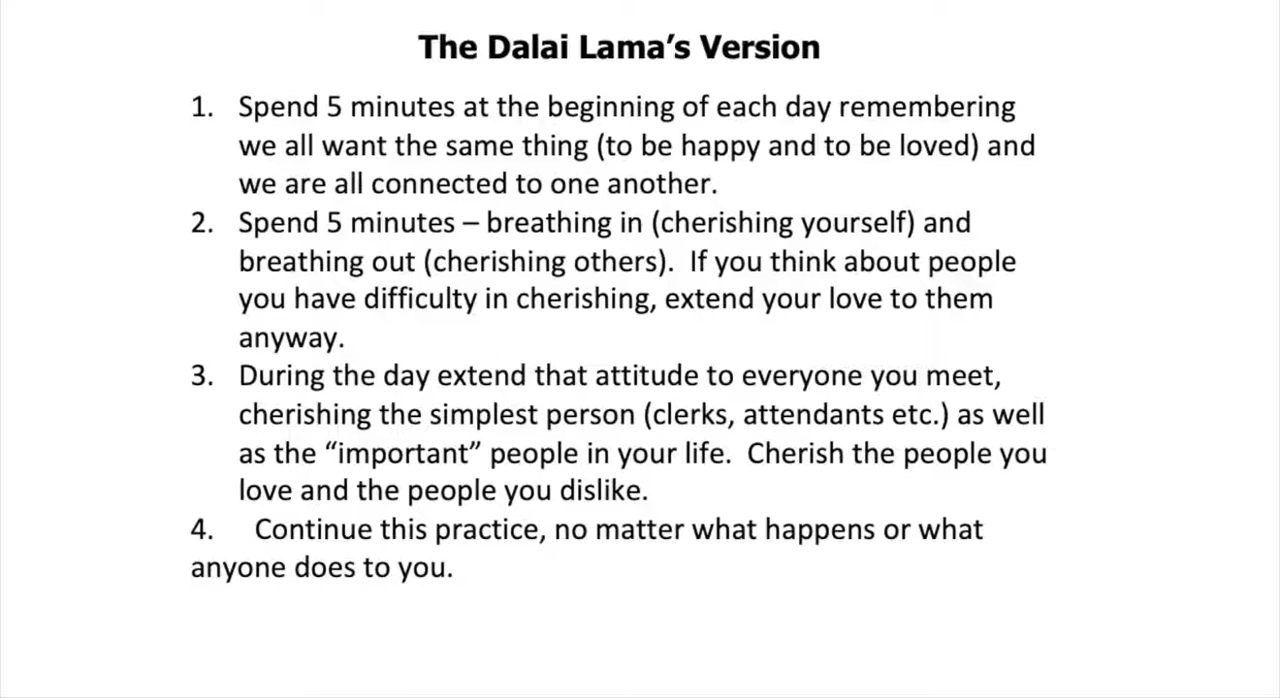 The Dalai Lama’s Version
1. Spend 5 minutes at the beginning of each day remembering
we all want the same thing (to be happy and to be loved) and
we are all connected to one another.
2. Spend 5 minutes – breathing in (cherishing yourself) and
breathing out (cherishing others).  If you think about people
you have difficulty in cherishing, extend your love to them
anyway.
3. During the day extend that attitude to everyone you meet,
cherishing the simplest person (clerks, attendants etc.) as well
as the “important” people in your life.  Cherish the people you
love and the people you dislike.
4. Continue this practice, no matter what happens or what
anyone does to you.